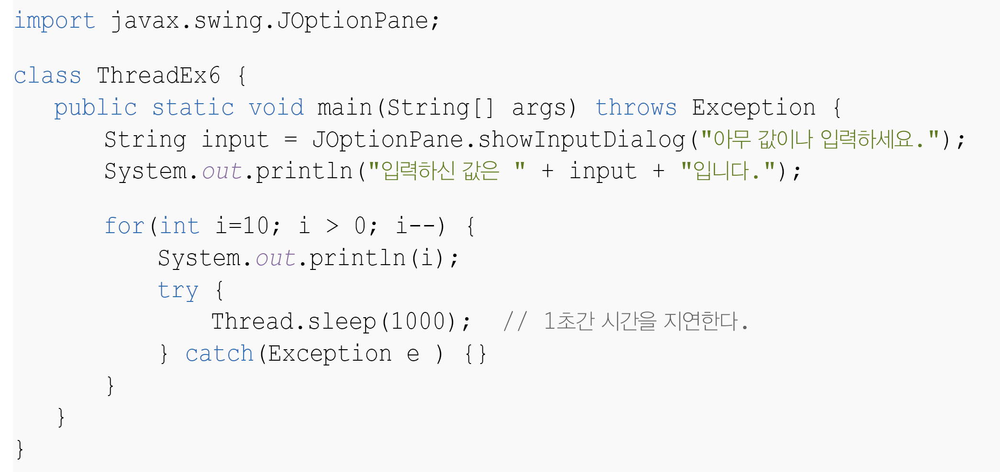 import javax.swing.JOptionPane;
class ThreadEx6 {
public static void main(String[] args) throws Exception {
String input = JOptionPane.showInputDialog("아무 값이나 입력하세요.");
System.out.println("입력하신 값은 " + input + "입니다.");
for(int i=10; i > 0; i--) {
System.out.println(i);
try {
Thread.sleep(1000);  // 1초간 시간을 지연한다.
} catch(Exception e ) {}
}
}
}